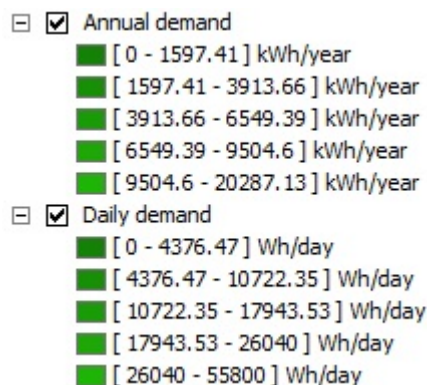 Annual demand
[ 0 - 1597.41 ] kWh/year
[ 1597.41 - 3913.66 ] kWh/year
[ 3913.66 - 6549.39 ] kWh/year
[ 6549.39 - 9504.6 ] kWh/year
[ 9504.6 - 20287.13 ] kWh/year
Daily demand
[ 0 - 4376.47 ] Wh/day
[ 4376.47 - 10722.35 ] Wh/day
[ 10722.35 - 17943.53 ] Wh/day
[ 17943.53 - 26040 ] Wh/day
[ 26040 - 55800 ] Wh/day